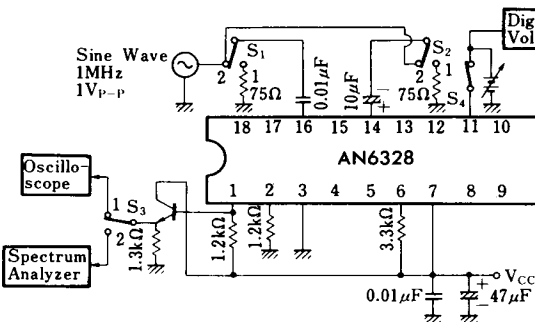 Dig
Vol
Sine Wave
1MHz
1V_P-P
S₁
2
1
75Ω
0.01μF
10μF
−
+
S₂
2
1
75Ω
S₄
18 17 16 15 14 13 12 11 10
AN6328
1 2 3 4 5 6 7 8 9
Oscillo-
scope
1
S₃
2
Spectrum
Analyzer
1.3kΩ
1.2kΩ
1.2kΩ
3.3kΩ
0.01μF
+
−
47μF
V_CC